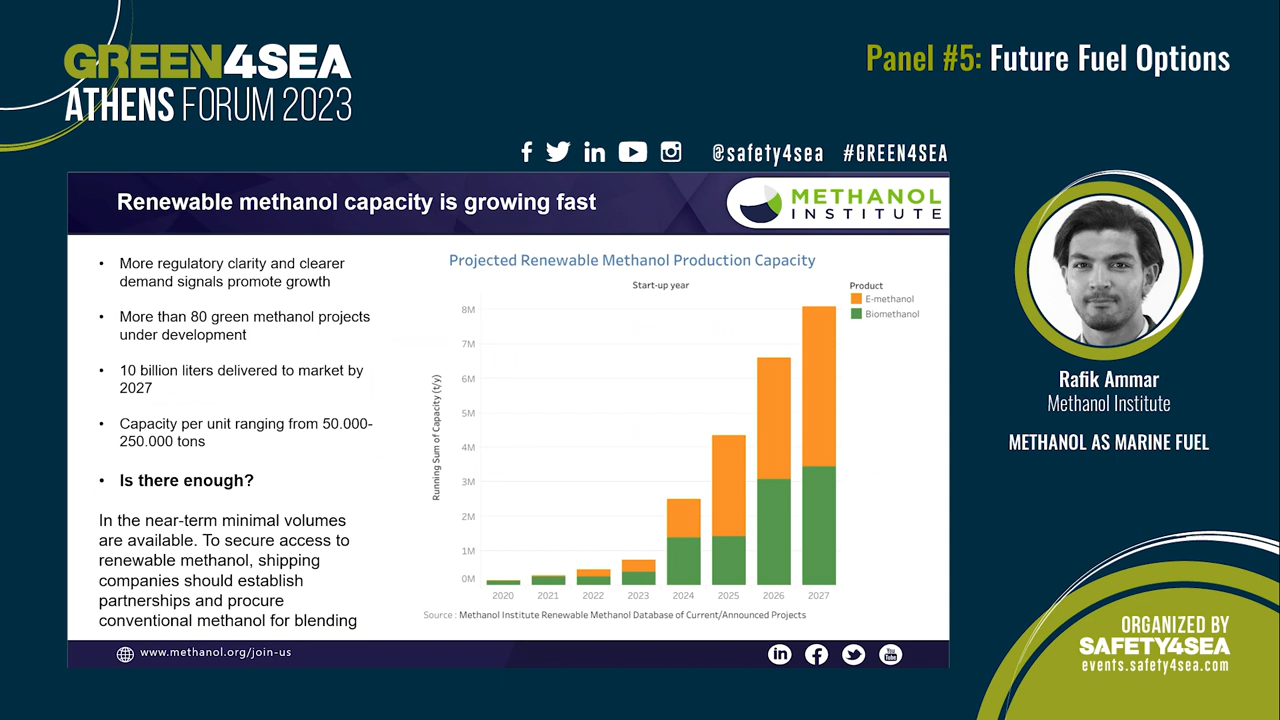 GREEN4SEA
ATHENS FORUM 2023
Panel #5: Future Fuel Options
@safety4sea #GREEN4SEA
Renewable methanol capacity is growing fast
METHANOL
INSTITUTE
• More regulatory clarity and clearer
demand signals promote growth
• More than 80 green methanol projects
under development
• 10 billion liters delivered to market by
2027
• Capacity per unit ranging from 50.000-
250.000 tons
• Is there enough?
In the near-term minimal volumes
are available. To secure access to
renewable methanol, shipping
companies should establish
partnerships and procure
conventional methanol for blending
Projected Renewable Methanol Production Capacity
Start-up year
Product
E-methanol
Biomethanol
Running Sum of Capacity (t/y)
8M
7M
6M
5M
4M
3M
2M
1M
0M
2020 2021 2022 2023 2024 2025 2026 2027
Source : Methanol Institute Renewable Methanol Database of Current/Announced Projects
www.methanol.org/join-us
You
Tube
Rafik Ammar
Methanol Institute
METHANOL AS MARINE FUEL
ORGANIZED BY
SAFETY4SEA
events.safety4sea.com